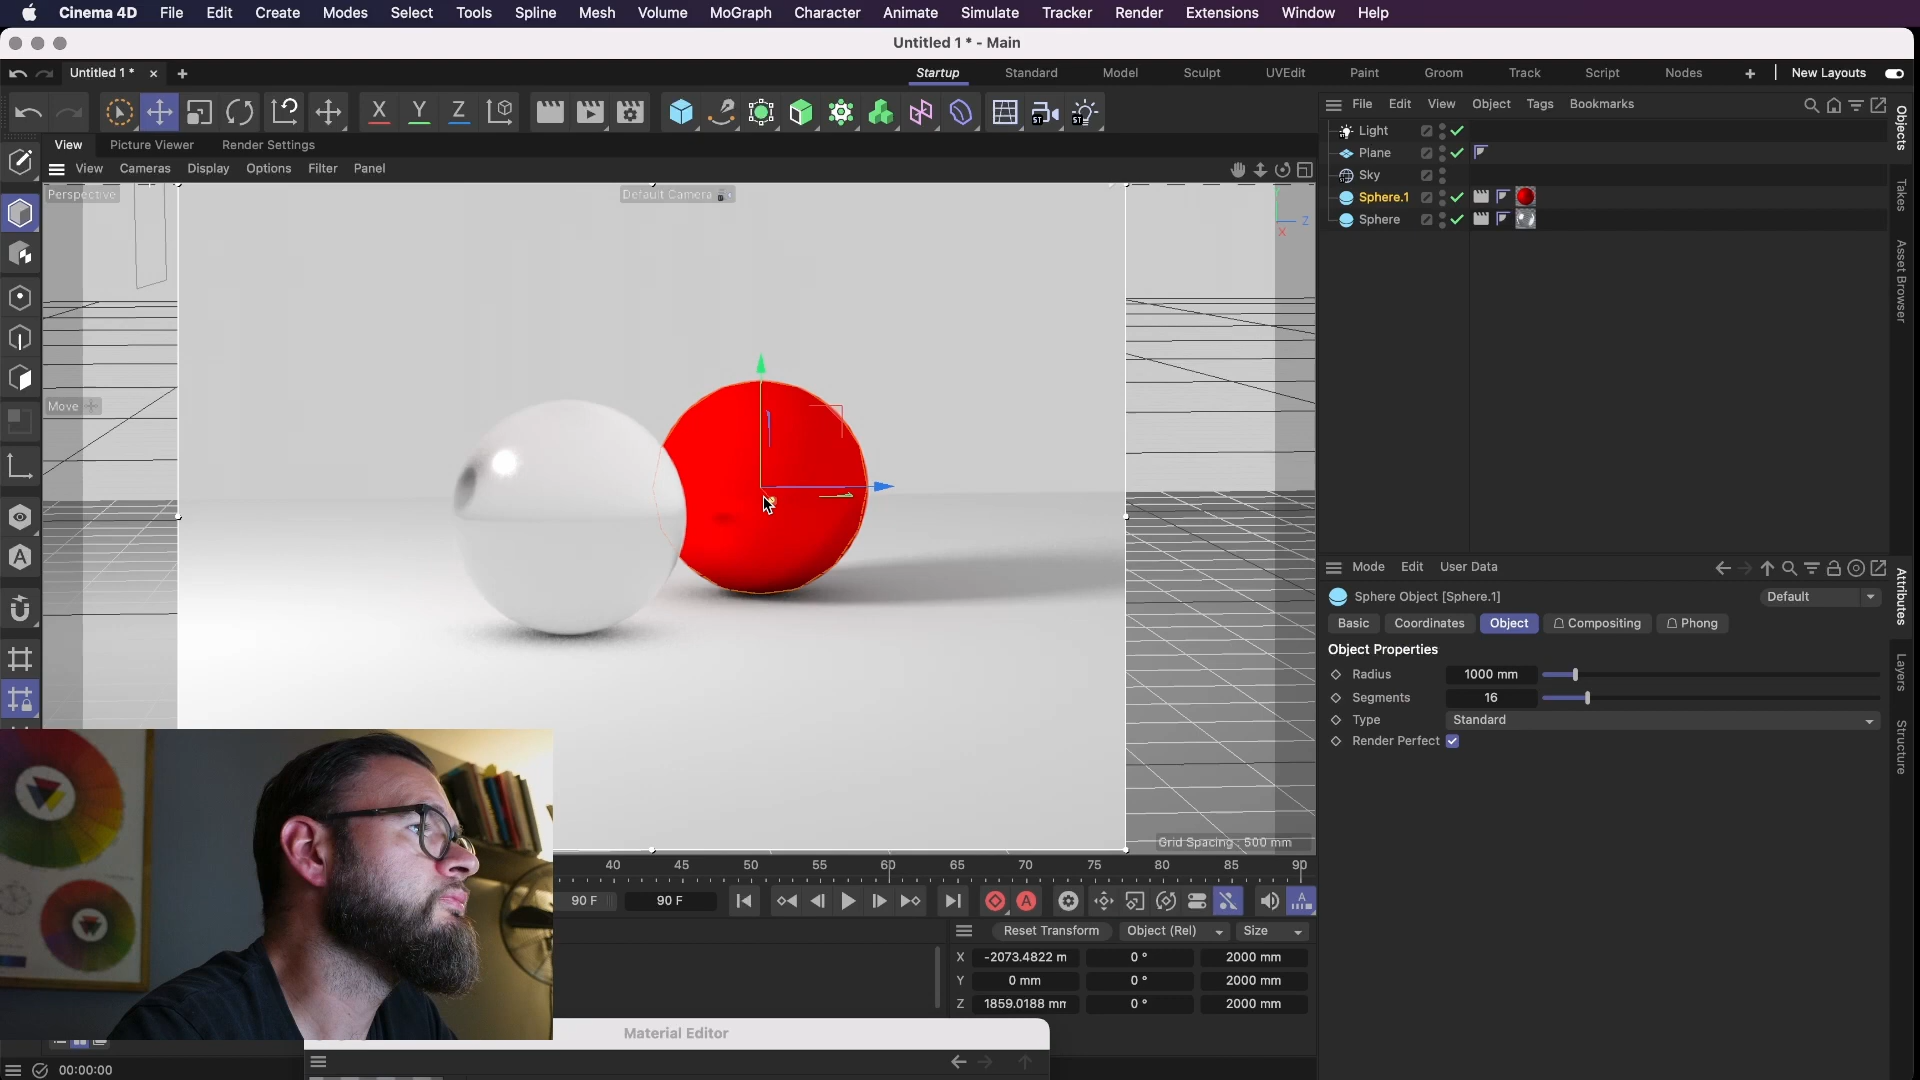 Cinema 4D File Edit Create Modes Select Tools Spline Mesh Volume MoGraph Character Animate Simulate Tracker Render Extensions Window Help
Untitled 1 * - Main
Untitled 1 * Startup Standard Model Sculpt UVEdit Paint Groom Track Script Nodes New Layouts
X Y Z ST ST
File Edit View Object Tags Bookmarks
View Picture Viewer Render Settings
View Cameras Display Options Filter Panel
Perspective
Default Camera
Z
X
Move
Grid Spacing : 500 mm
Light
Plane
Sky
Sphere.1
Sphere
Objects
Takes
Asset Browser
Mode Edit User Data
Sphere Object [Sphere.1] Default
Basic Coordinates Object Compositing Phong
Object Properties
Radius 1000 mm
Segments 16
Type Standard
Render Perfect
Attributes
Layers
Structure
40 45 50 55 60 65 70 75 80 85 90
90 F 90 F
Reset Transform Object (Rel) Size
X -2073.4822 m 0 ° 2000 mm
Y 0 mm 0 ° 2000 mm
Z 1859.0188 mm 0 ° 2000 mm
Material Editor
00:00:00